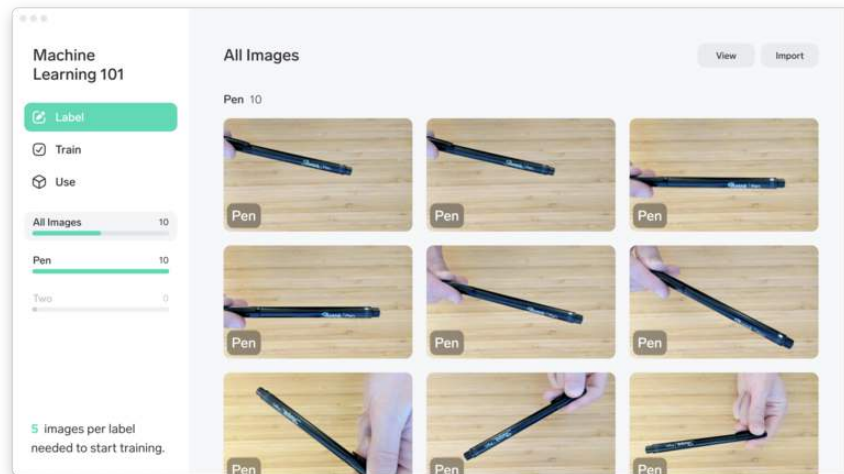 Machine
Learning 101
Label
Train
Use
All Images 10
Pen 10
Two 0
5 images per label
needed to start training.
All Images
View
Import
Pen 10
Pen
Pen
Pen
Pen
Pen
Pen
Pen
Pen
Pen